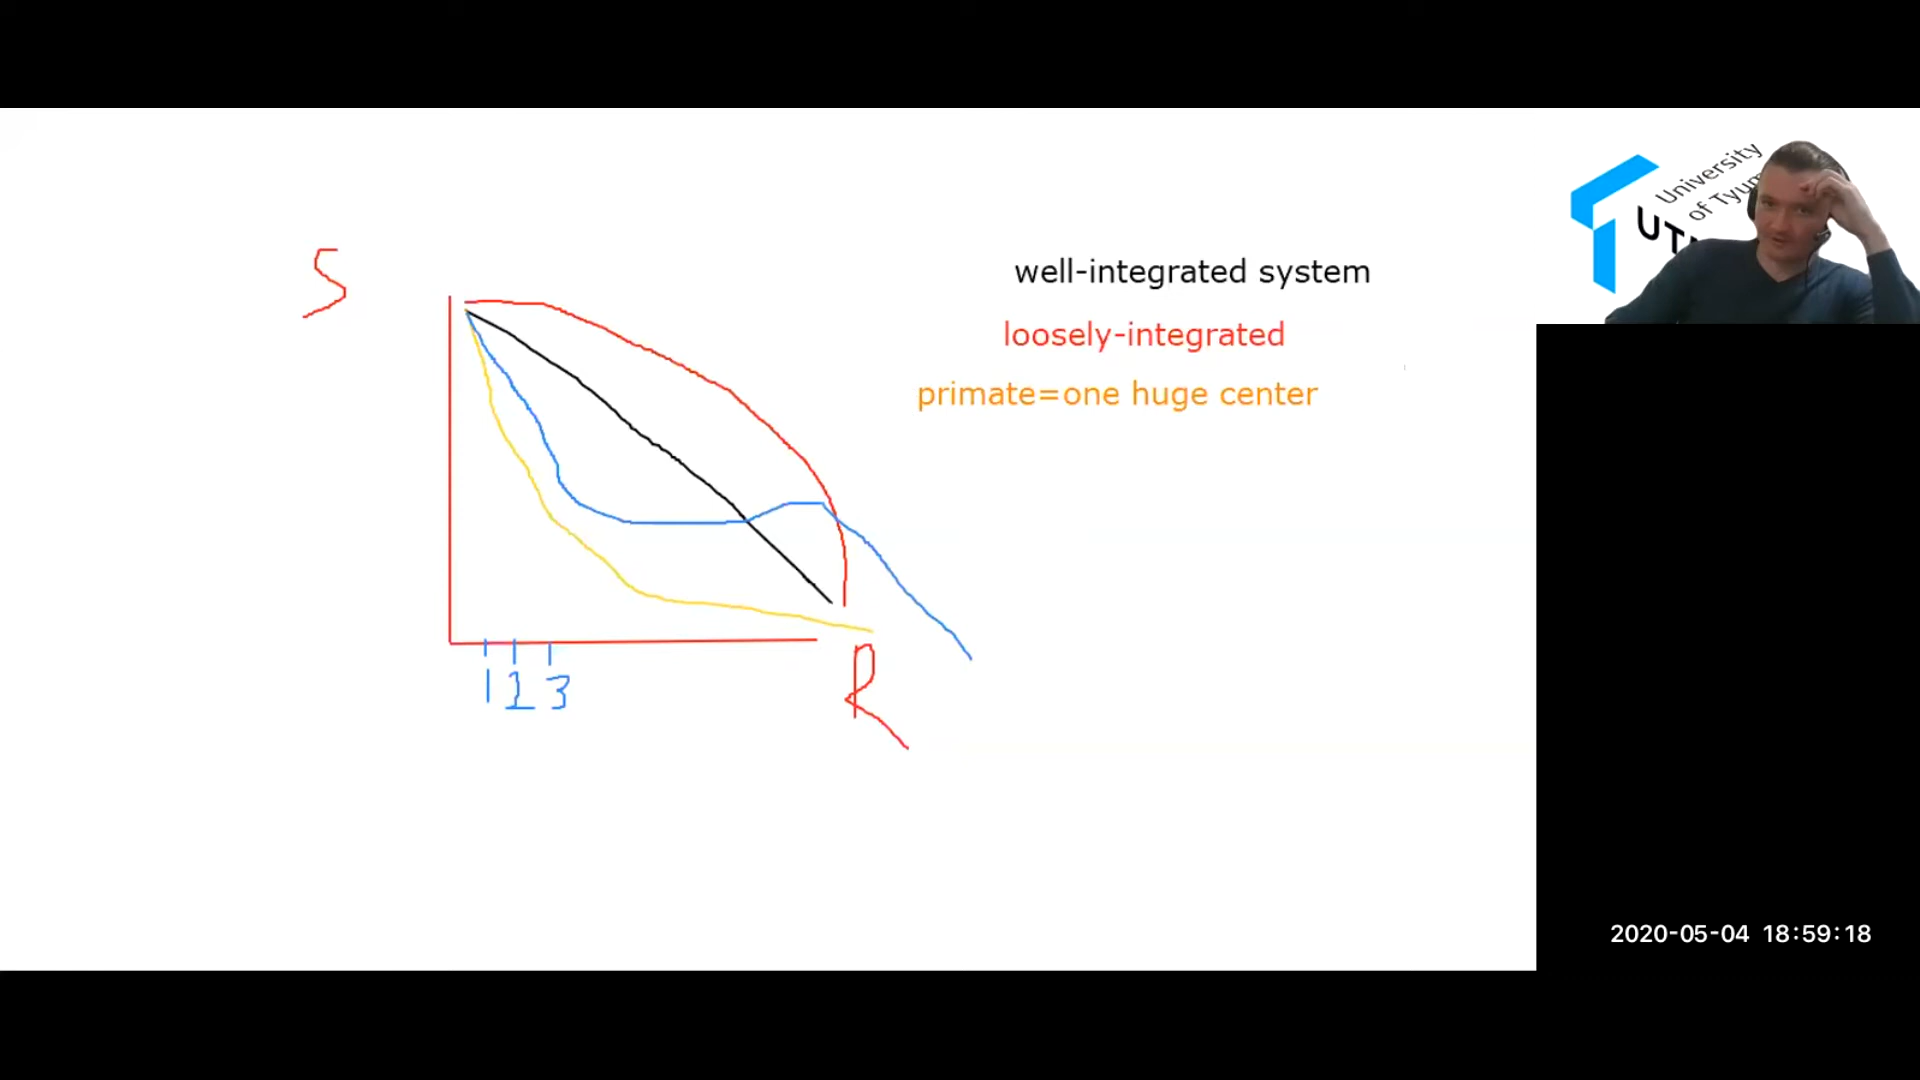 S
well-integrated system
loosely-integrated
primate=one huge center
R
1 2 3
University
of Tyum
UT
2020-05-04 18:59:18